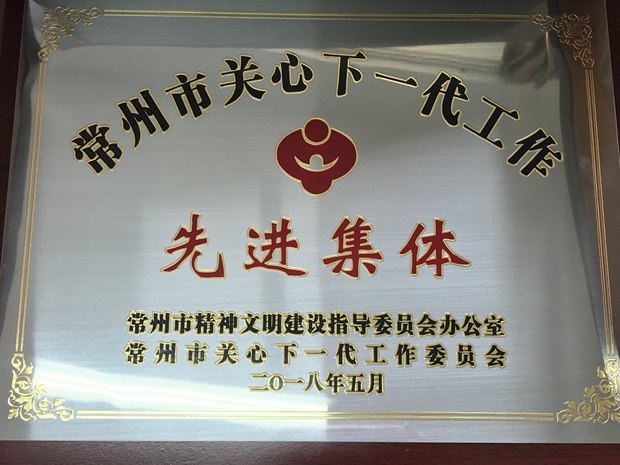 常州市关心下一代工作
先进集体
常州市精神文明建设指导委员会办公室
常州市关心下一代工作委员会
二〇一八年五月